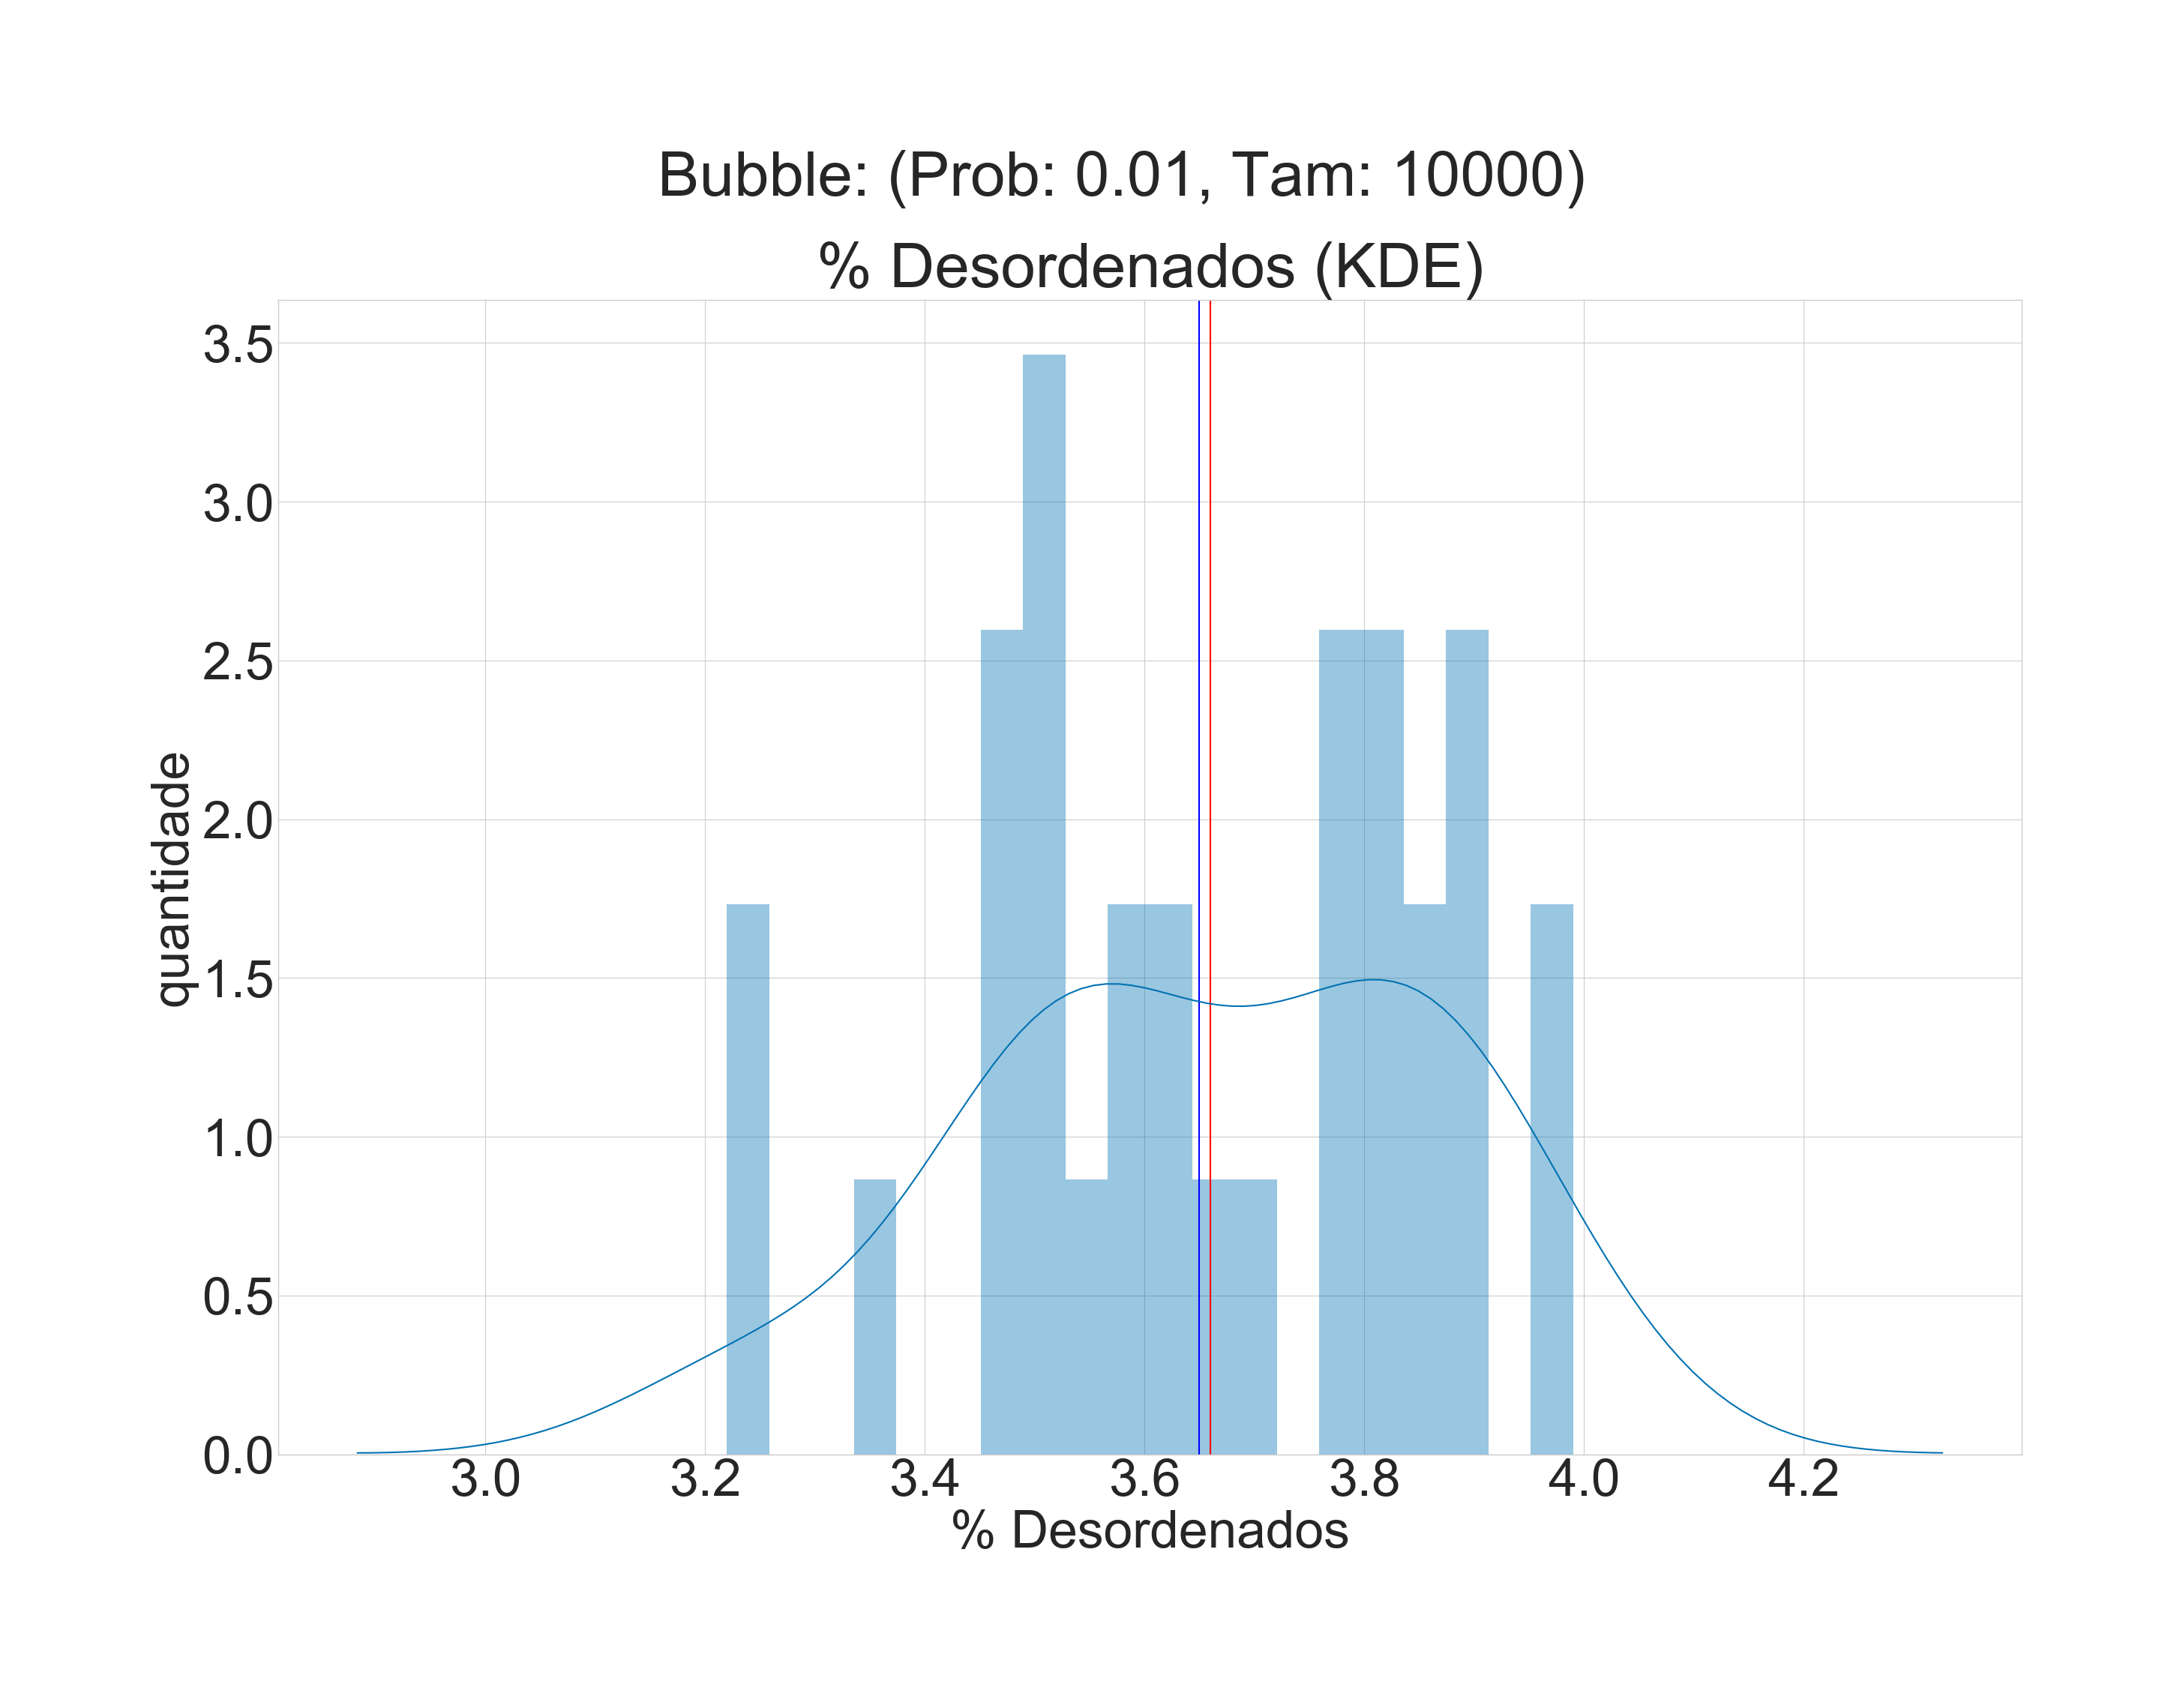 Bubble: (Prob: 0.01, Tam: 10000)
% Desordenados (KDE)
3.5
3.0
2.5
2.0
1.5
1.0
0.5
0.0
quantidade
3.0 3.2 3.4 3.6 3.8 4.0 4.2
% Desordenados